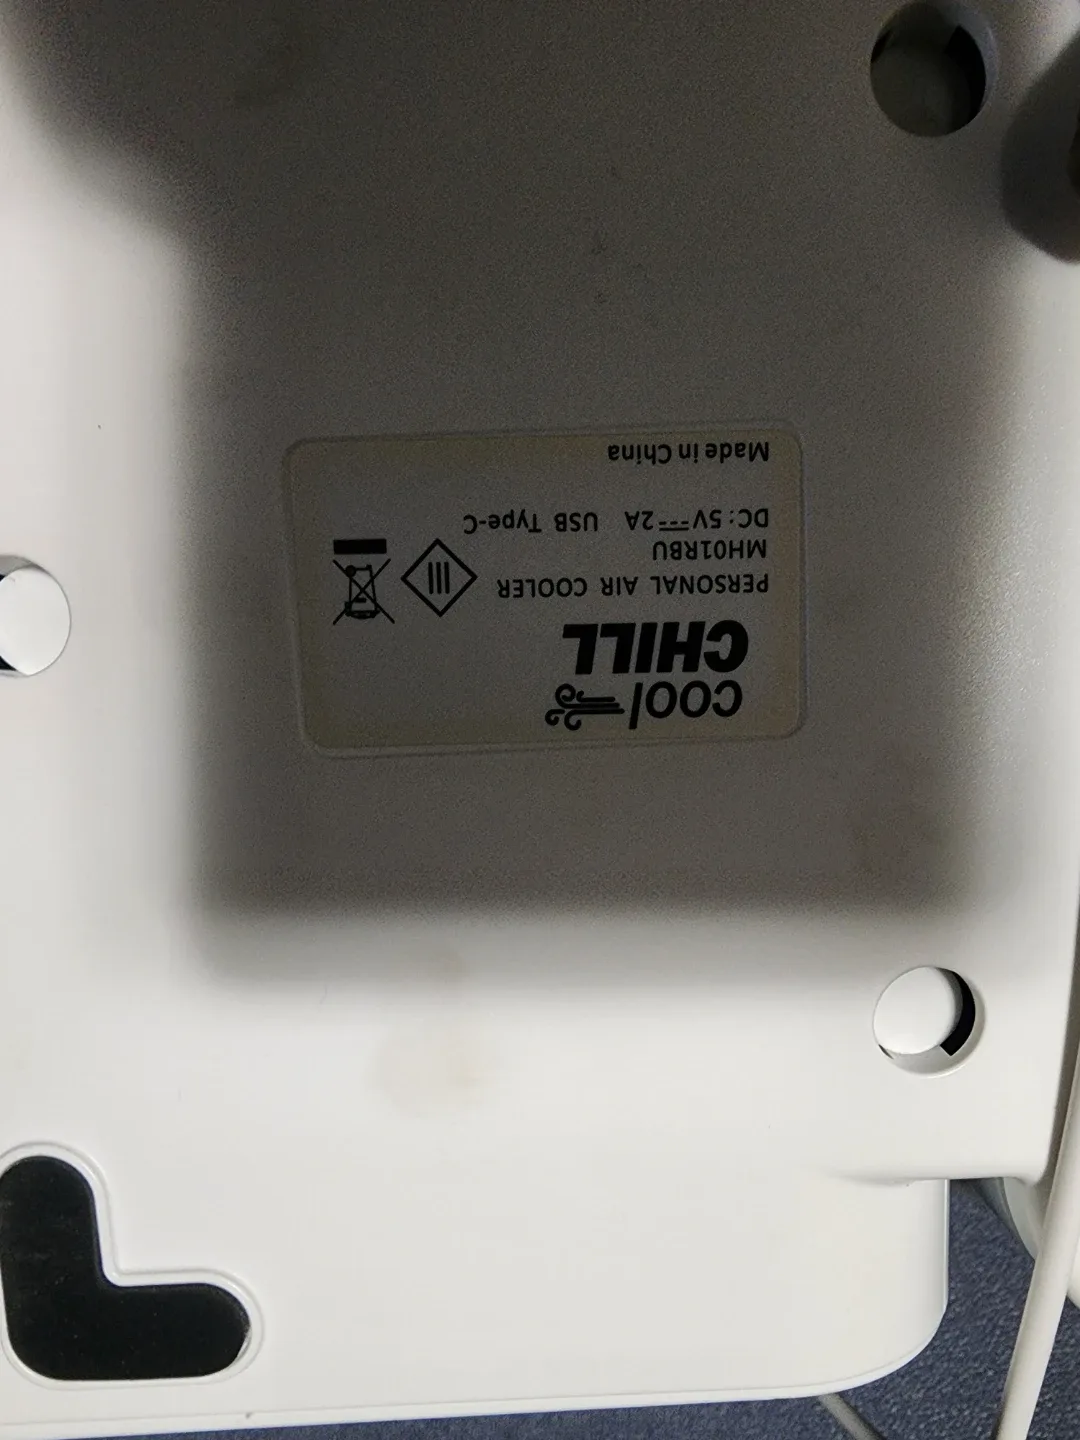 cool
CHILL
PERSONAL AIR COOLER
MH01RBU
DC: 5V⎓2A USB Type-C
Made in China